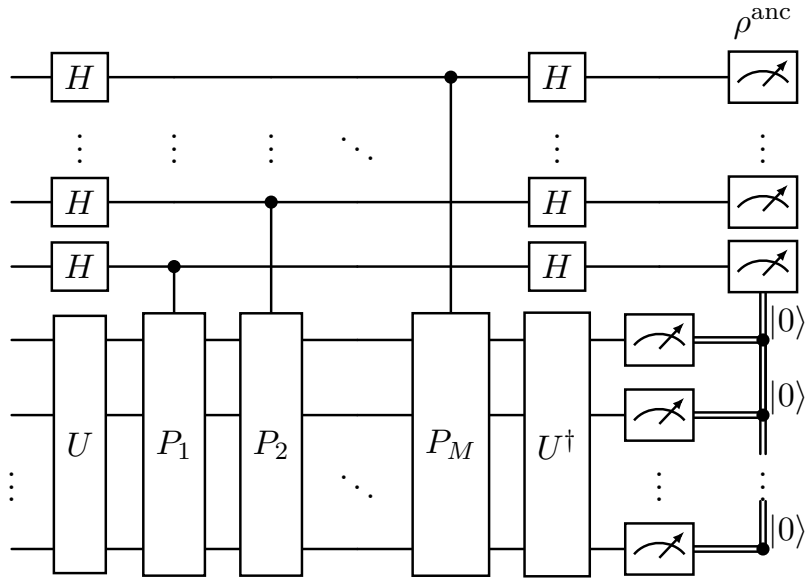 ρ^anc
H H
⋮ ⋮ ⋮ ⋱ ⋮ ⋮
H H
H H
|0⟩
|0⟩
U P_1 P_2 P_M U^†
⋮ ⋱ ⋮ ⋮
|0⟩